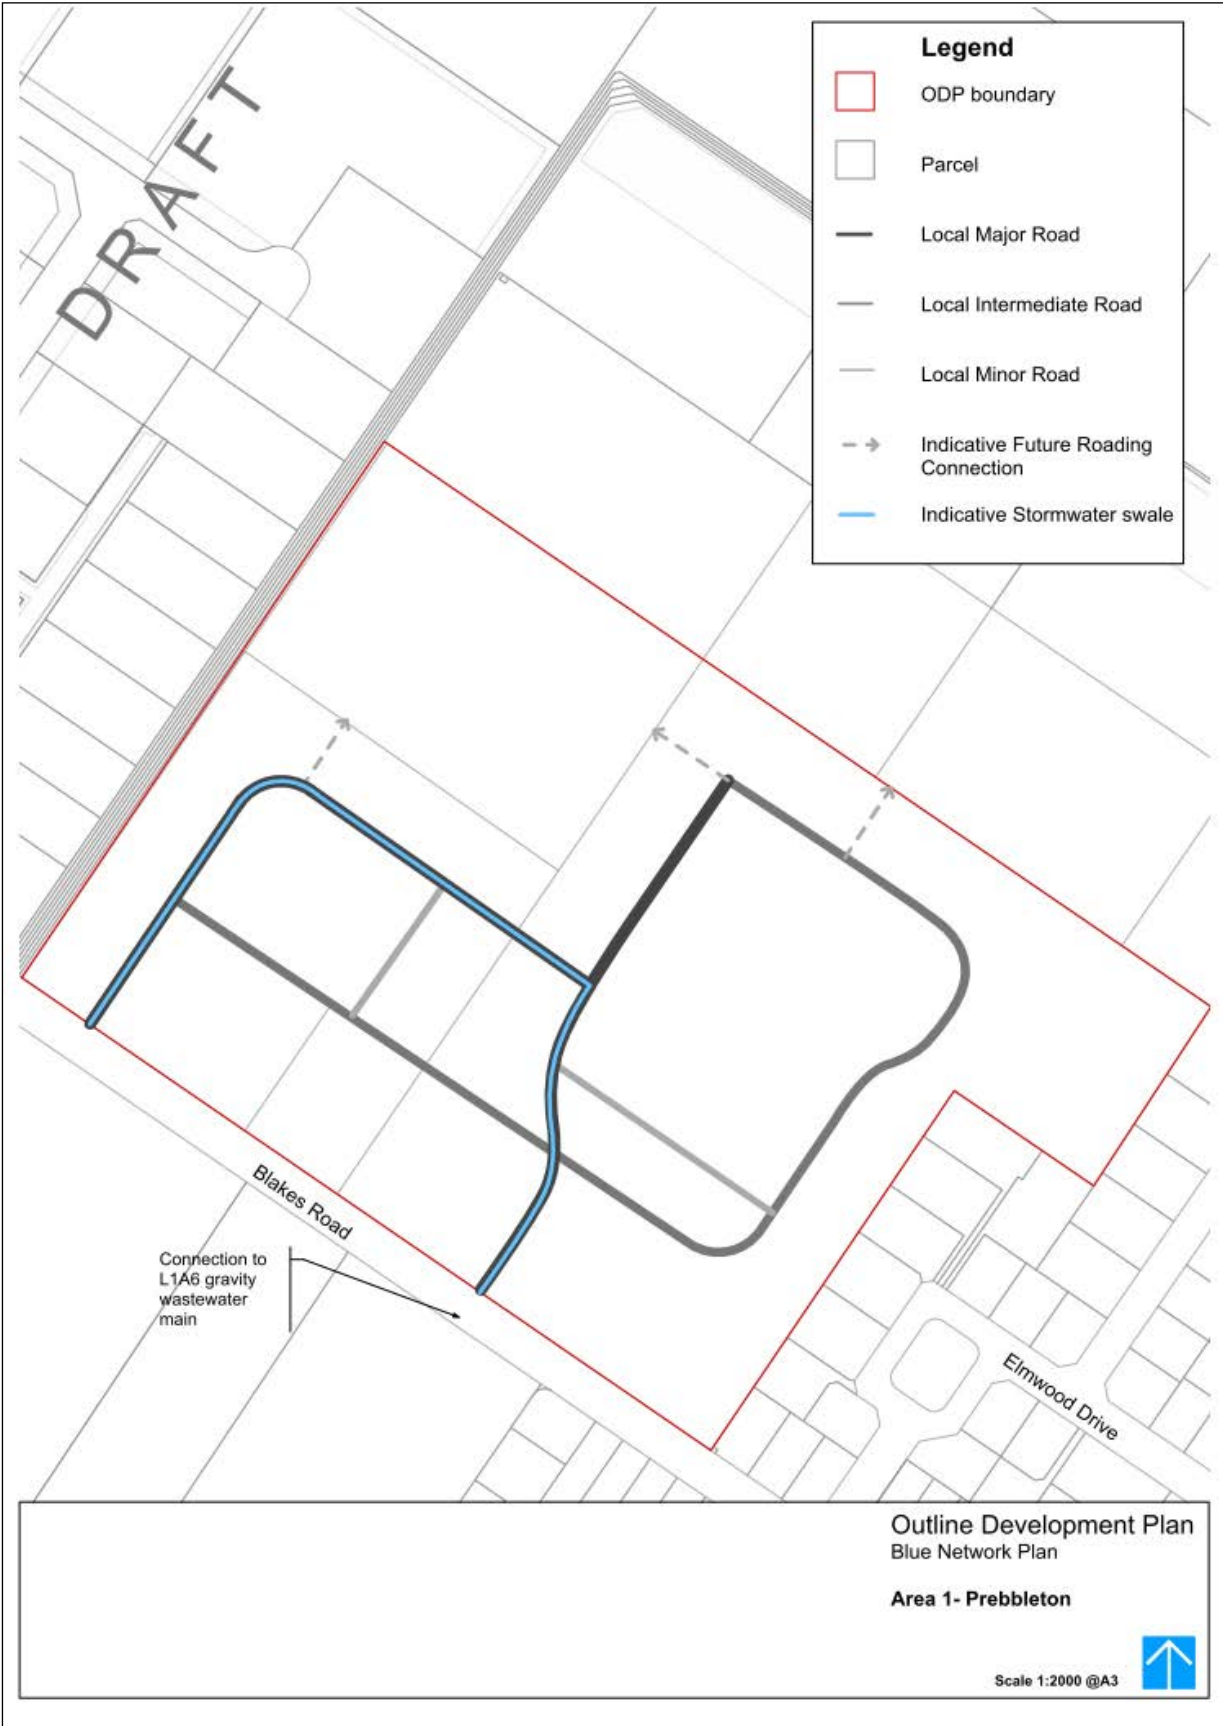 DRAFT
Legend
ODP boundary
Parcel
Local Major Road
Local Intermediate Road
Local Minor Road
Indicative Future Roading
Connection
Indicative Stormwater swale
Blakes Road
Connection to
L1A6 gravity
wastewater
main
Elmwood Drive
Outline Development Plan
Blue Network Plan
Area 1- Prebbleton
Scale 1:2000 @A3